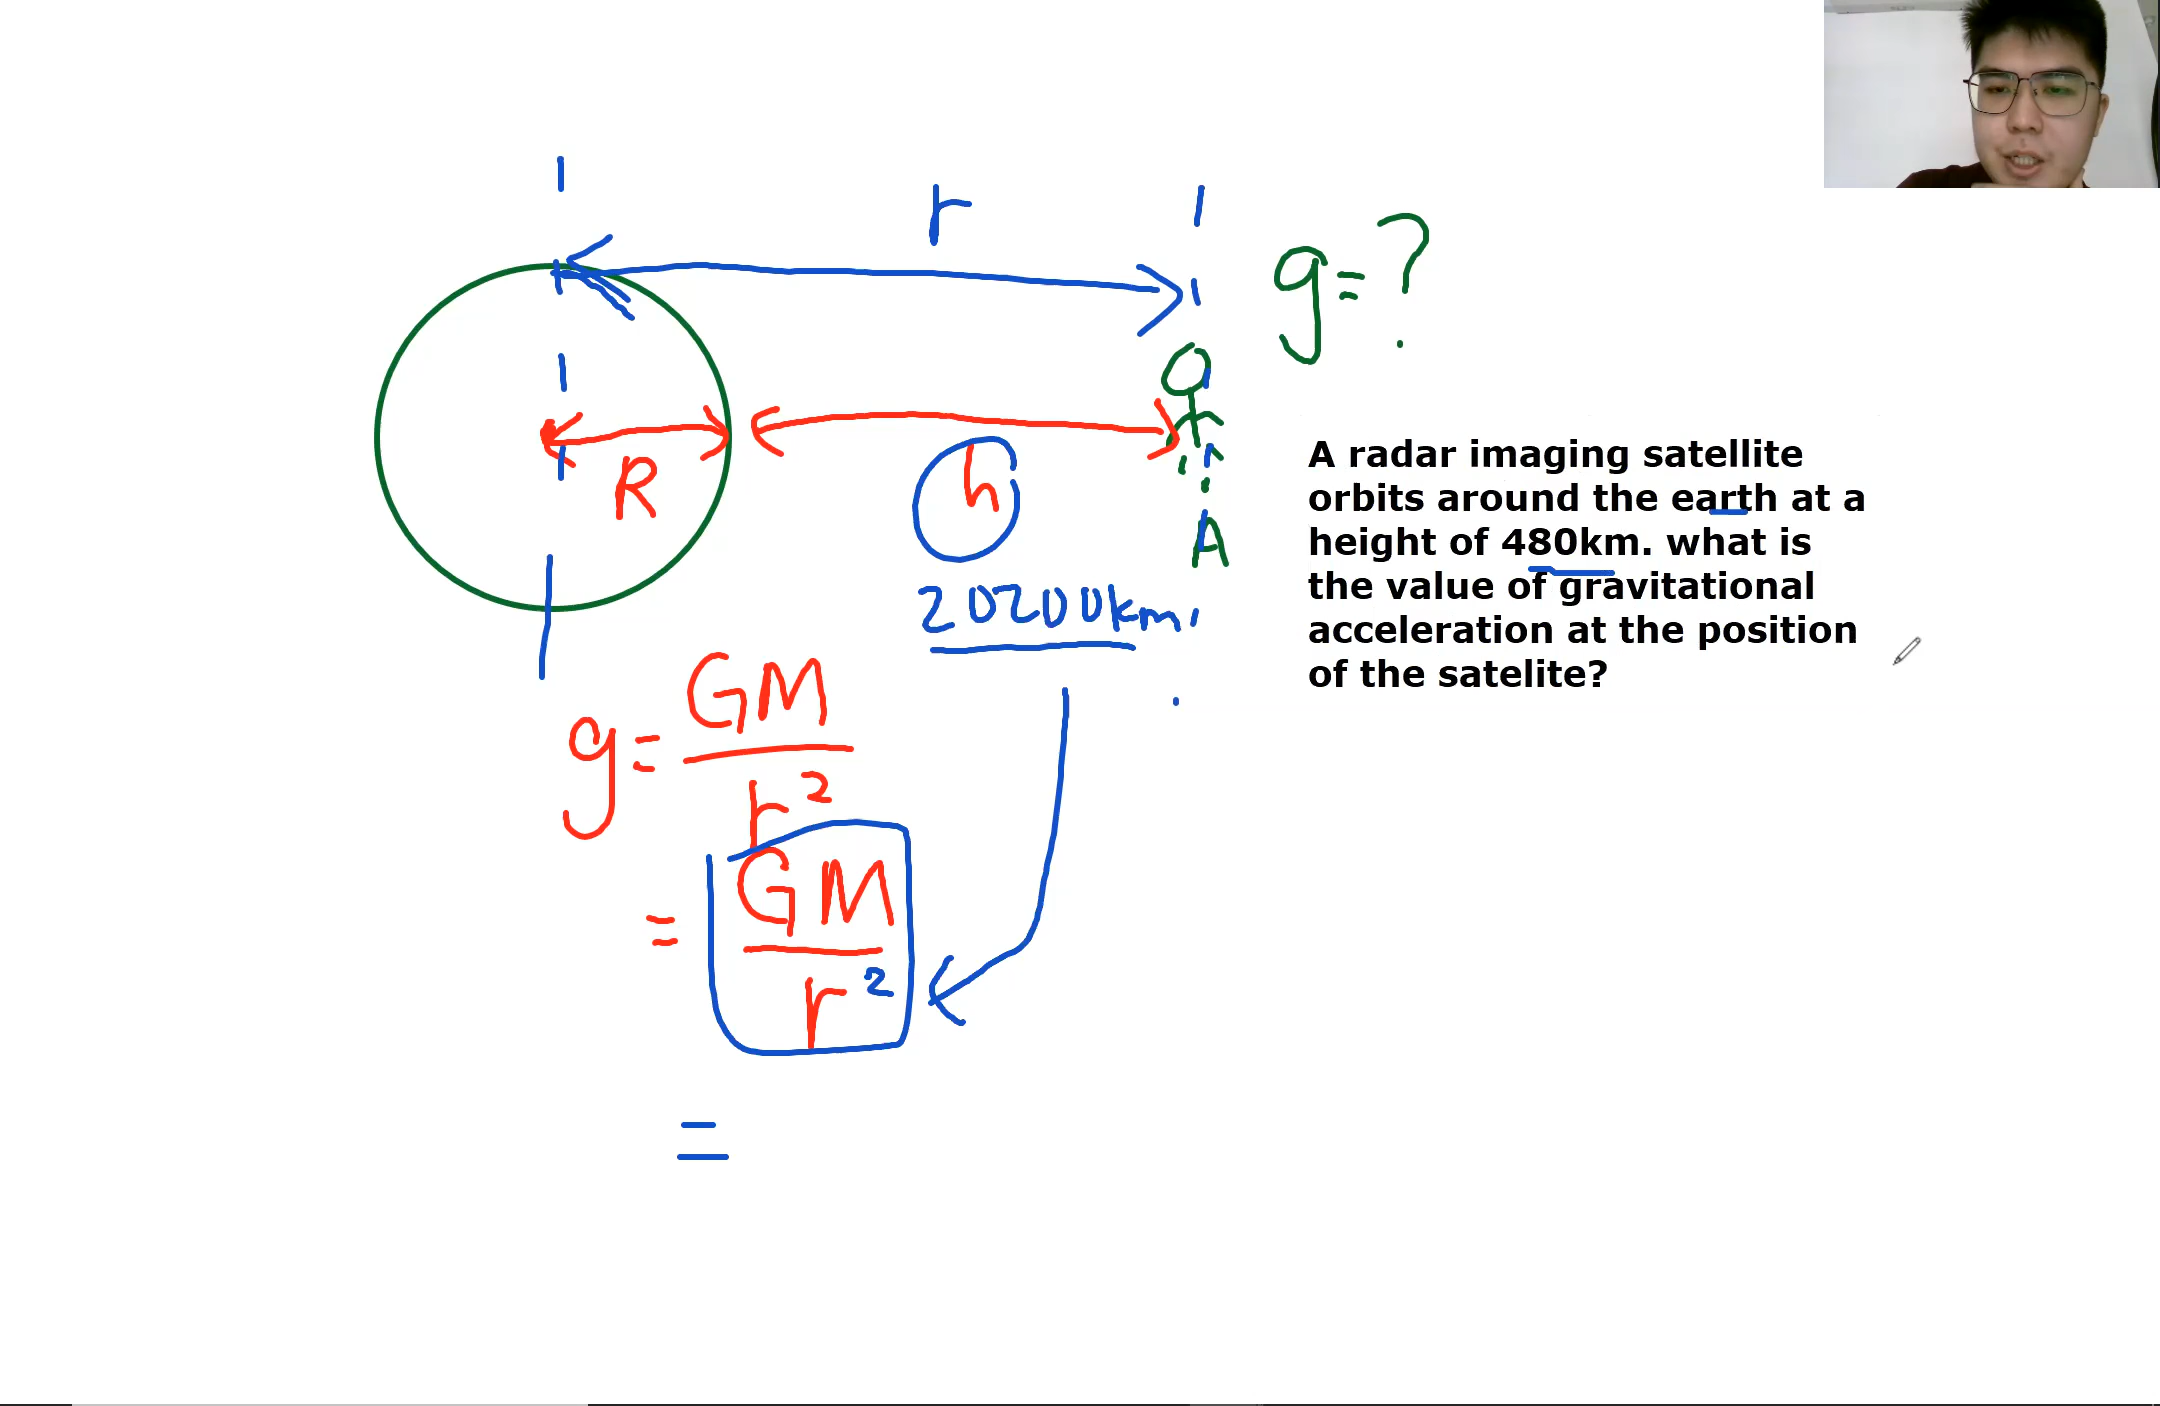 r
g=?
R
h
A
20200km
A radar imaging satellite
orbits around the earth at a
height of 480km. what is
the value of gravitational
acceleration at the position
of the satelite?
g = GM
r²
= GM
r²
=